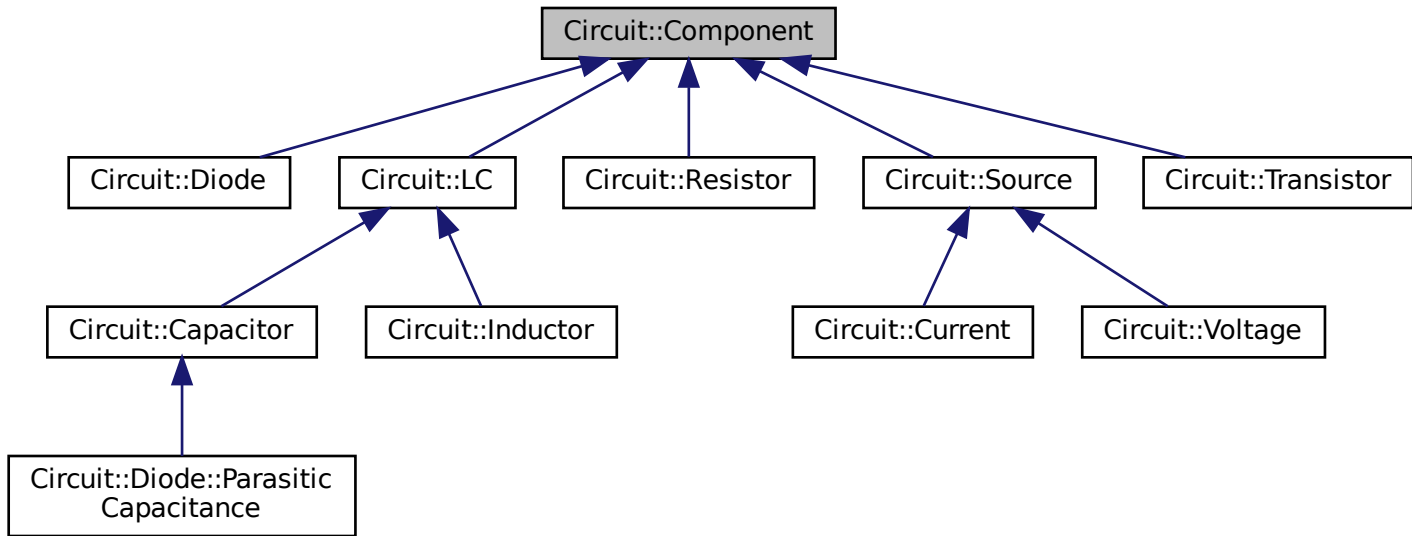 Circuit::Component
Circuit::Diode
Circuit::LC
Circuit::Resistor
Circuit::Source
Circuit::Transistor
Circuit::Capacitor
Circuit::Inductor
Circuit::Current
Circuit::Voltage
Circuit::Diode::Parasitic
Capacitance